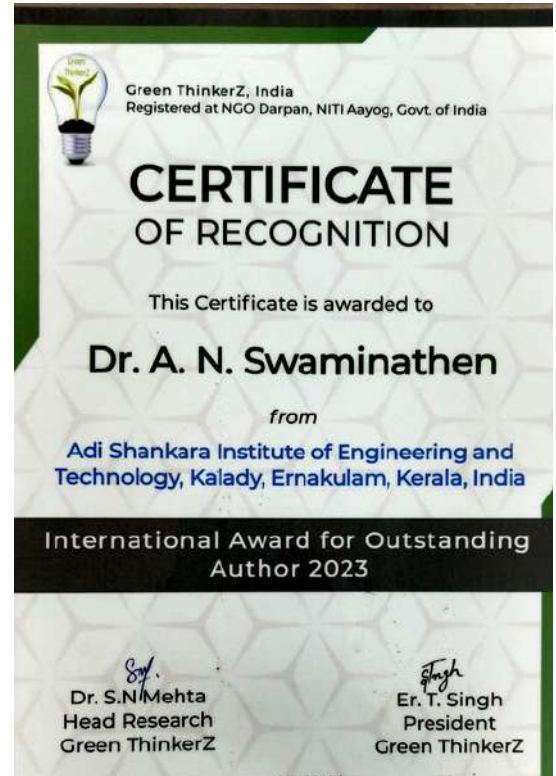 Green
ThinkerZ
Green ThinkerZ, India
Registered at NGO Darpan, NITI Aayog, Govt. of India
CERTIFICATE
OF RECOGNITION
This Certificate is awarded to
Dr. A. N. Swaminathen
from
Adi Shankara Institute of Engineering and
Technology, Kalady, Ernakulam, Kerala, India
International Award for Outstanding
Author 2023
Dr. S.N Mehta
Er. T. Singh
Head Research
President
Green ThinkerZ
Green ThinkerZ